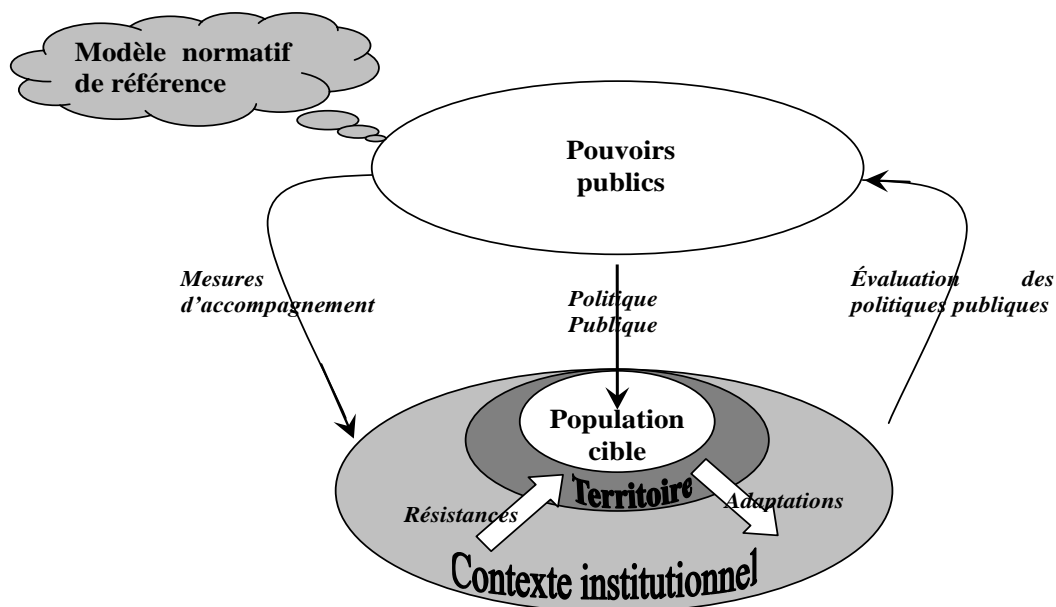 Modèle normatif
de référence
Pouvoirs
publics
Mesures
d'accompagnement
Politique
Publique
Évaluation des
politiques publiques
Population
cible
Territoire
Résistances
Adaptations
Contexte institutionnel